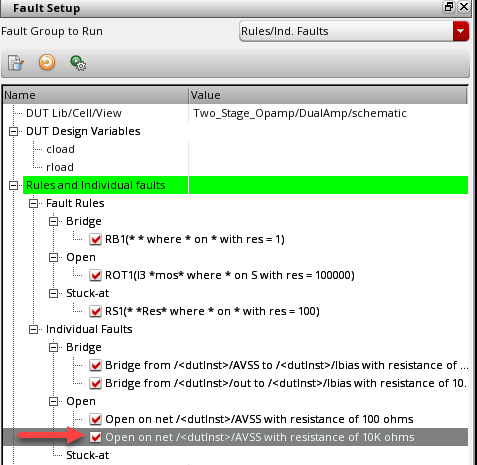 Fault Setup
Fault Group to Run
Rules/Ind. Faults
Name Value
DUT Lib/Cell/View Two_Stage_Opamp/DualAmp/schematic
DUT Design Variables
cload
rload
Rules and Individual faults
Fault Rules
Bridge
RB1(* * where * on * with res = 1)
Open
ROT1(I3 *mos* where * on S with res = 100000)
Stuck-at
RS1(* *Res* where * on * with res = 100)
Individual Faults
Bridge
Bridge from /<dutInst>/AVSS to /<dutInst>/Ibias with resistance of ...
Bridge from /<dutInst>/out to /<dutInst>/Ibias with resistance of 10...
Open
Open on net /<dutInst>/AVSS with resistance of 100 ohms
Open on net /<dutInst>/AVSS with resistance of 10K ohms
Stuck-at